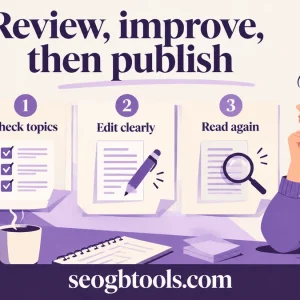 Review, improve,
then publish
1
2
3
heck topics
Edit clearly
Read again
seogbtools.com